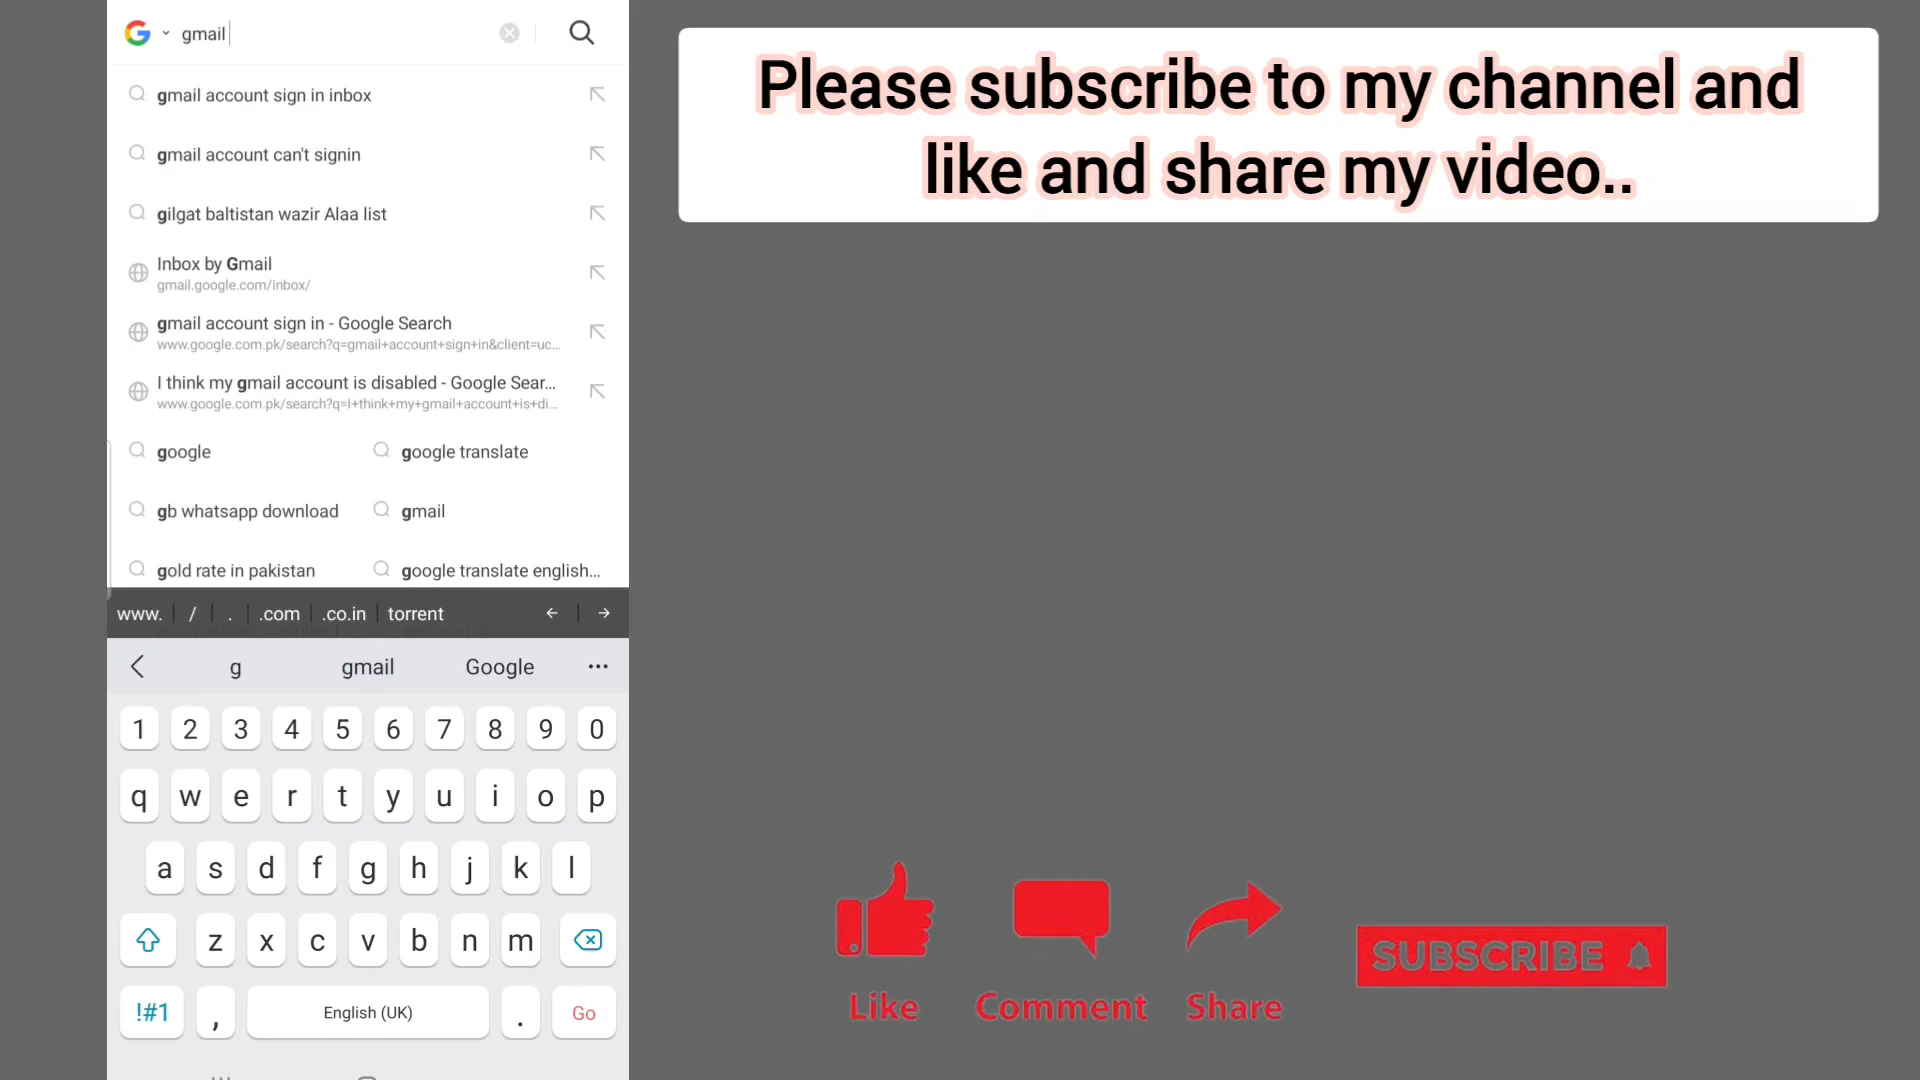 gmail
gmail account sign in inbox
gmail account can't signin
gilgat baltistan wazir Alaa list
Inbox by Gmail
gmail.google.com/inbox/
gmail account sign in - Google Search
www.google.com.pk/search?q=gmail+account+sign+in&client=uc...
I think my gmail account is disabled - Google Sear...
www.google.com.pk/search?q=I+think+my+gmail+account+is+di...
google google translate
gb whatsapp download gmail
gold rate in pakistan google translate english...
www. / . .com .co.in torrent
g gmail Google
1 2 3 4 5 6 7 8 9 0
q w e r t y u i o p
a s d f g h j k l
z x c v b n m
!#1 , English (UK) . Go
Please subscribe to my channel and
like and share my video..
Like Comment Share
SUBSCRIBE